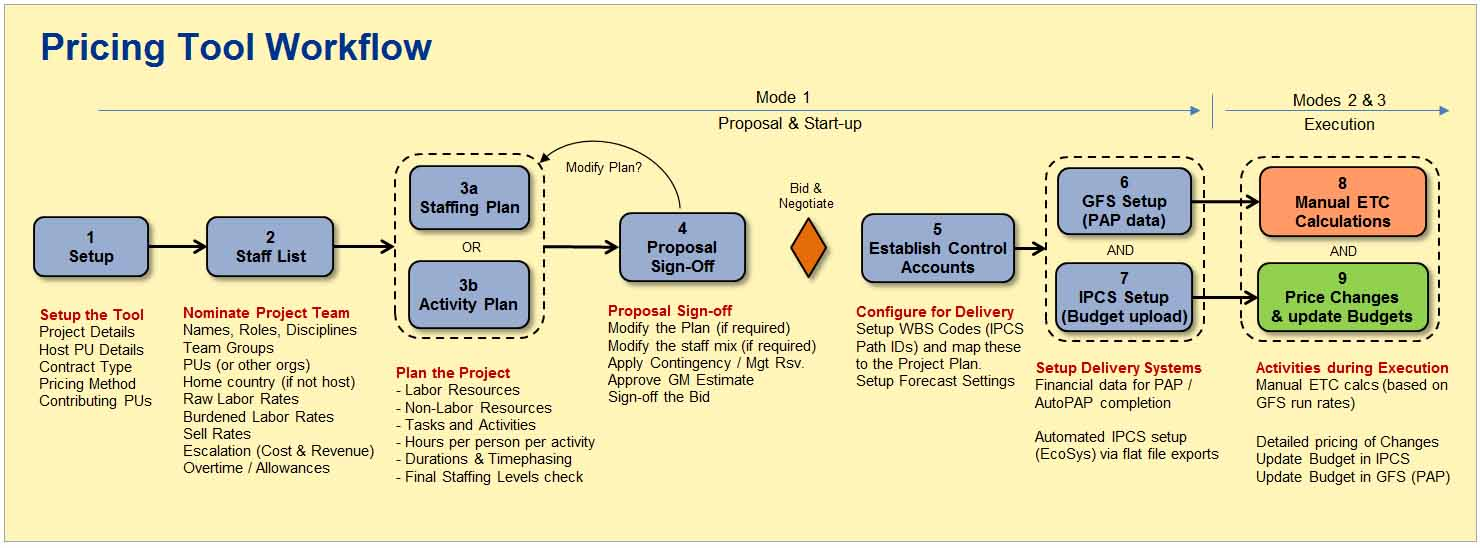 Pricing Tool Workflow
Mode 1
Proposal & Start-up
Modes 2 & 3
Execution
1
Setup
2
Staff List
3a
Staffing Plan
OR
3b
Activity Plan
Modify Plan?
4
Proposal
Sign-Off
Bid &
Negotiate
5
Establish Control
Accounts
6
GFS Setup
(PAP data)
AND
7
IPCS Setup
(Budget upload)
8
Manual ETC
Calculations
AND
9
Price Changes
& update Budgets
Setup the Tool
Project Details
Host PU Details
Contract Type
Pricing Method
Contributing PUs
Nominate Project Team
Names, Roles, Disciplines
Team Groups
PUs (or other orgs)
Home country (if not host)
Raw Labor Rates
Burdened Labor Rates
Sell Rates
Escalation (Cost & Revenue)
Overtime / Allowances
Plan the Project
- Labor Resources
- Non-Labor Resources
- Tasks and Activities
- Hours per person per activity
- Durations & Timephasing
- Final Staffing Levels check
Proposal Sign-off
Modify the Plan (if required)
Modify the staff mix (if required)
Apply Contingency / Mgt Rsv.
Approve GM Estimate
Sign-off the Bid
Configure for Delivery
Setup WBS Codes (IPCS
Path IDs) and map these
to the Project Plan.
Setup Forecast Settings
Setup Delivery Systems
Financial data for PAP /
AutoPAP completion
Automated IPCS setup
(EcoSys) via flat file exports
Activities during Execution
Manual ETC calcs (based on
GFS run rates)
Detailed pricing of Changes
Update Budget in IPCS
Update Budget in GFS (PAP)